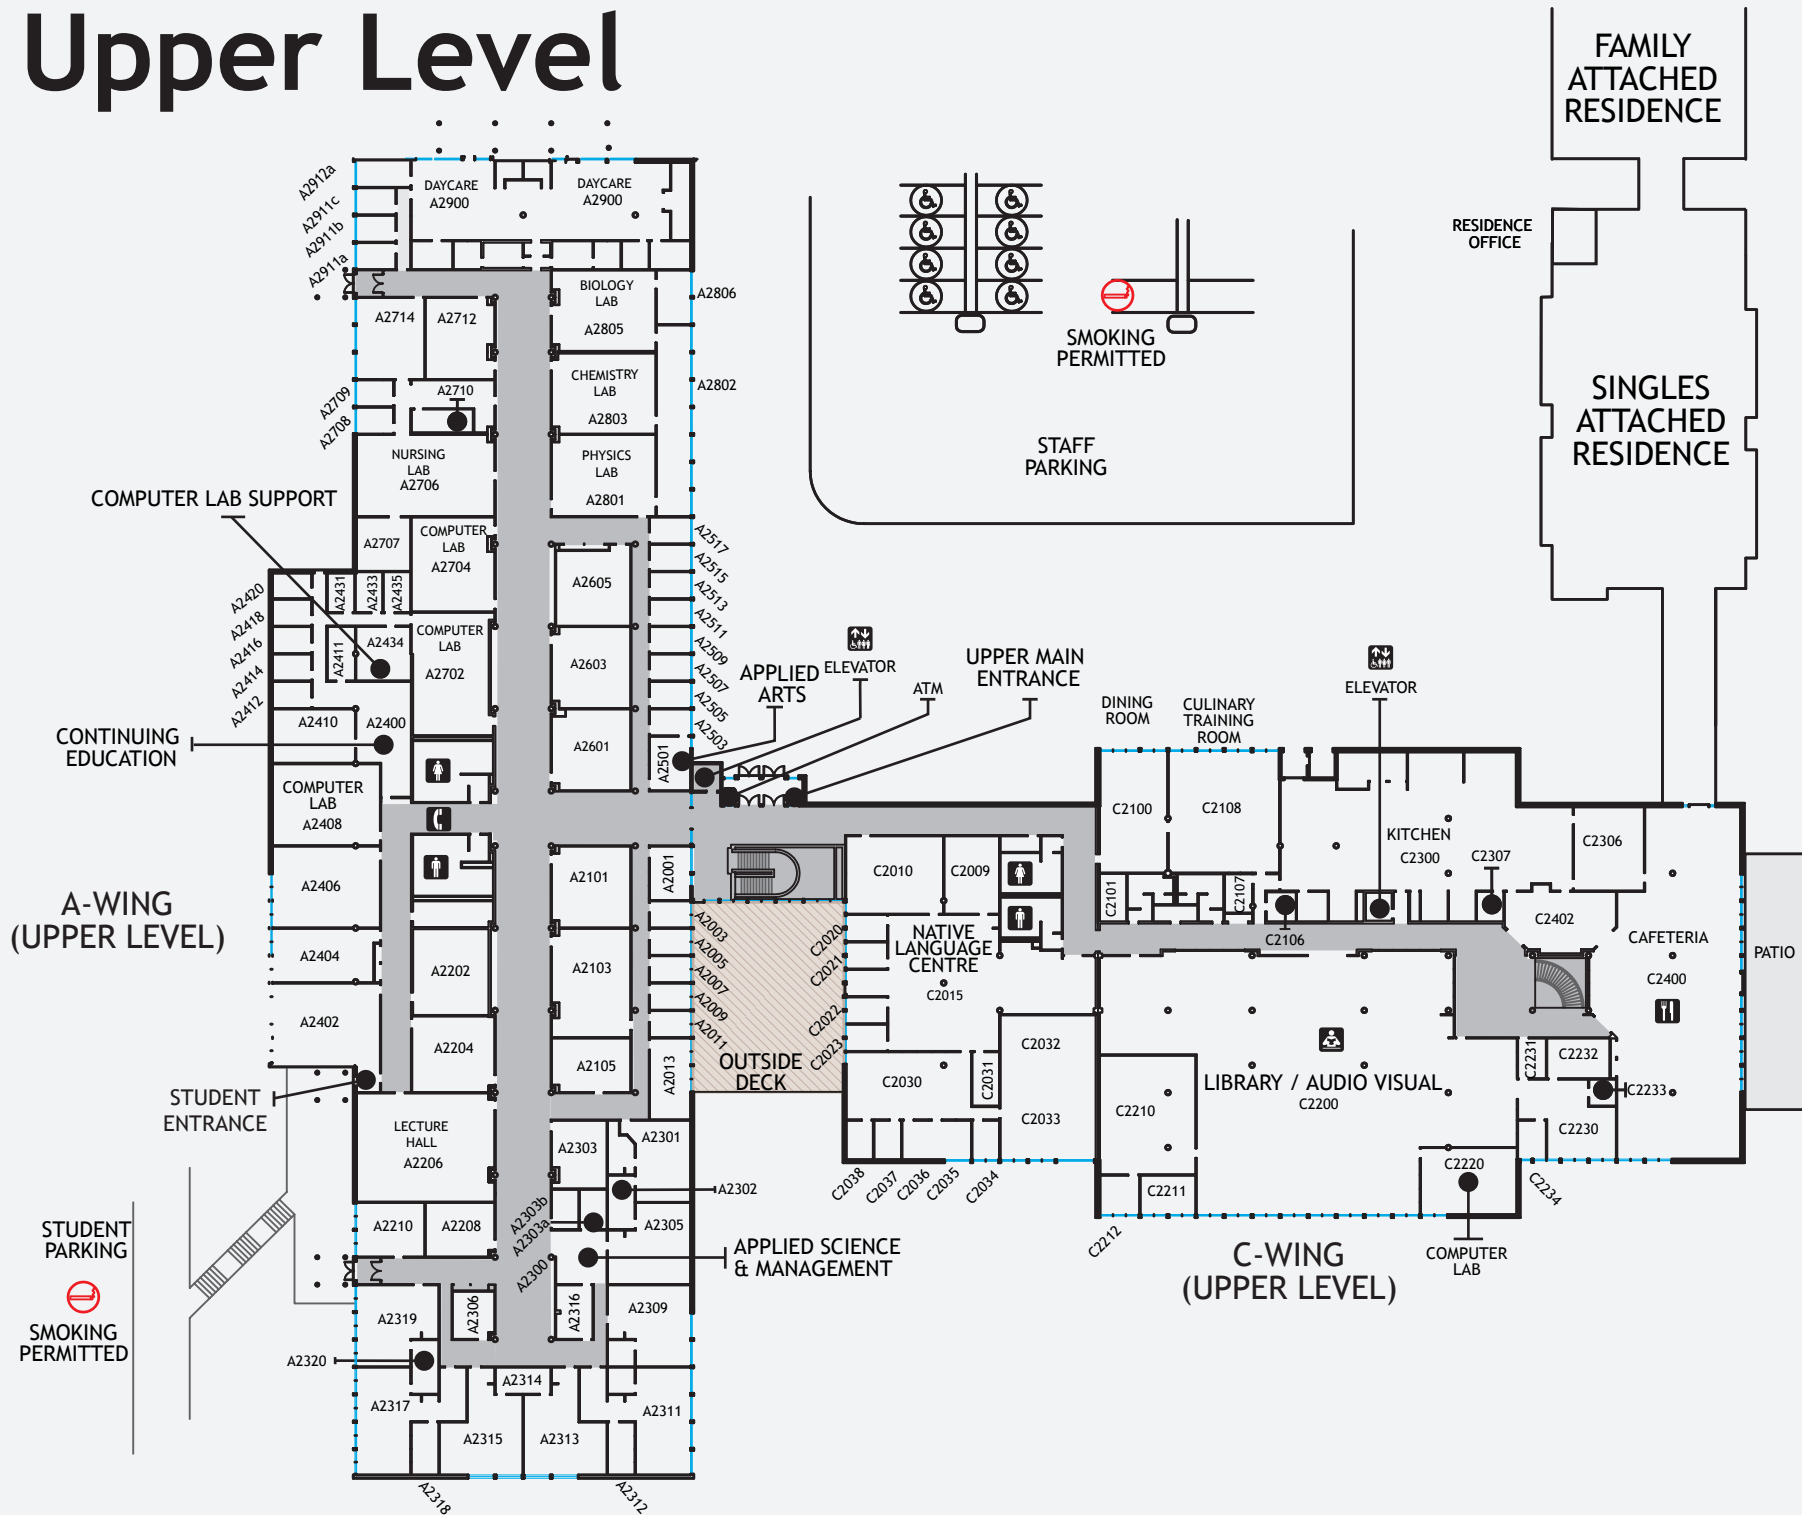 Upper Level
FAMILY
ATTACHED
RESIDENCE
RESIDENCE
OFFICE
SINGLES
ATTACHED
RESIDENCE
SMOKING
PERMITTED
STAFF
PARKING
A2912a
A2911c
A2911b
A2911a
DAYCARE
A2900
DAYCARE
A2900
BIOLOGY
LAB
A2805
A2806
A2714
A2712
CHEMISTRY
LAB
A2803
A2802
A2710
A2709
A2708
NURSING
LAB
A2706
PHYSICS
LAB
A2801
COMPUTER LAB SUPPORT
A2707
COMPUTER
LAB
A2704
A2517
A2515
A2513
A2511
A2509
A2507
A2505
A2503
A2605
A2603
A2601
A2501
A2420
A2418
A2416
A2414
A2412
A2431
A2433
A2435
A2411
A2434
COMPUTER
LAB
A2702
A2410
A2400
CONTINUING
EDUCATION
COMPUTER
LAB
A2408
APPLIED
ARTS
ELEVATOR
ATM
UPPER MAIN
ENTRANCE
DINING
ROOM
CULINARY
TRAINING
ROOM
ELEVATOR
C2100
C2108
KITCHEN
C2300
C2307
C2306
A-WING
(UPPER LEVEL)
A2406
A2404
A2402
A2202
A2204
A2101
A2103
A2105
A2001
A2003
A2005
A2007
A2009
A2011
A2013
OUTSIDE
DECK
C2010
C2009
C2020
C2021
C2022
C2023
NATIVE
LANGUAGE
CENTRE
C2015
C2101
C2107
C2106
C2402
CAFETERIA
C2400
PATIO
C2032
C2030
C2031
C2033
C2038
C2037
C2036
C2035
C2034
LIBRARY / AUDIO VISUAL
C2200
C2210
C2211
C2212
C2231
C2232
C2233
C2230
C2220
C2234
COMPUTER
LAB
C-WING
(UPPER LEVEL)
STUDENT
ENTRANCE
LECTURE
HALL
A2206
A2303
A2301
A2302
A2303b
A2303a
A2305
A2210
A2208
A2300
APPLIED SCIENCE
& MANAGEMENT
STUDENT
PARKING
SMOKING
PERMITTED
A2319
A2306
A2316
A2309
A2320
A2314
A2317
A2311
A2315
A2313
A2318
A2312